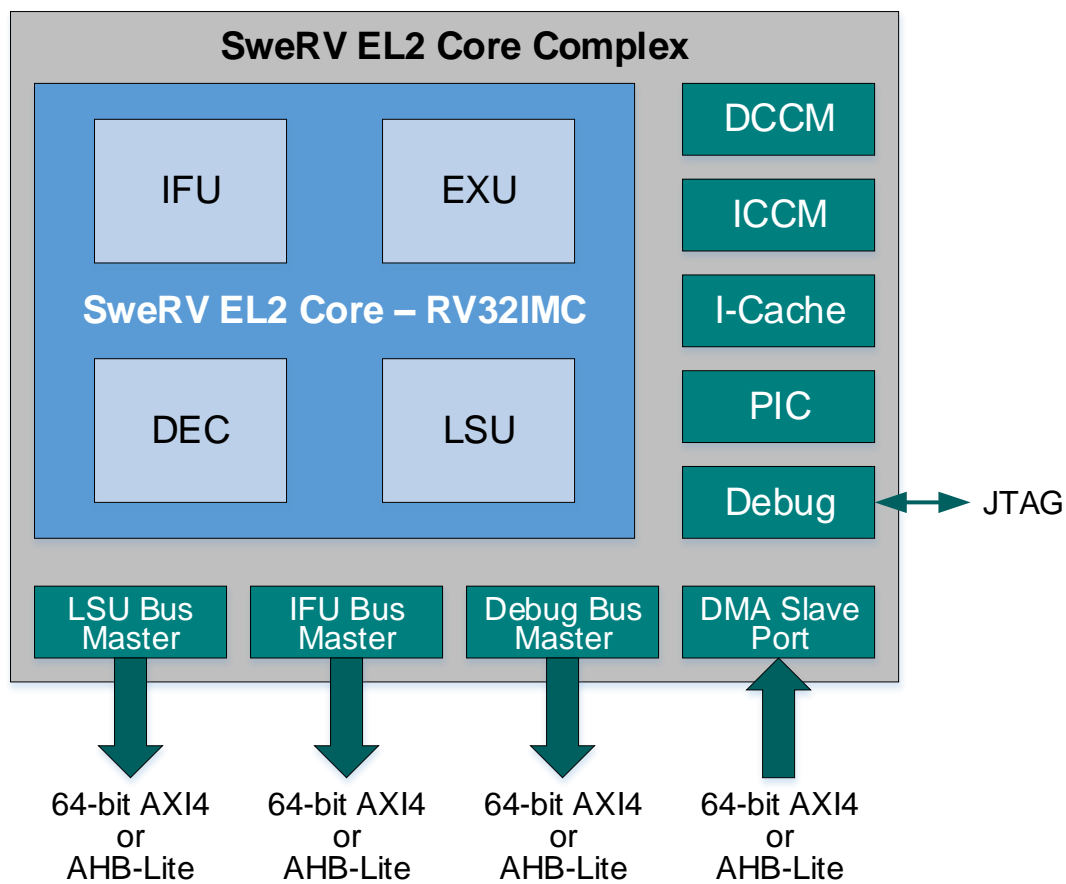 SweRV EL2 Core Complex
IFU
EXU
SweRV EL2 Core – RV32IMC
DEC
LSU
DCCM
ICCM
I-Cache
PIC
Debug
JTAG
LSU Bus
Master
IFU Bus
Master
Debug Bus
Master
DMA Slave
Port
64-bit AXI4
or
AHB-Lite
64-bit AXI4
or
AHB-Lite
64-bit AXI4
or
AHB-Lite
64-bit AXI4
or
AHB-Lite